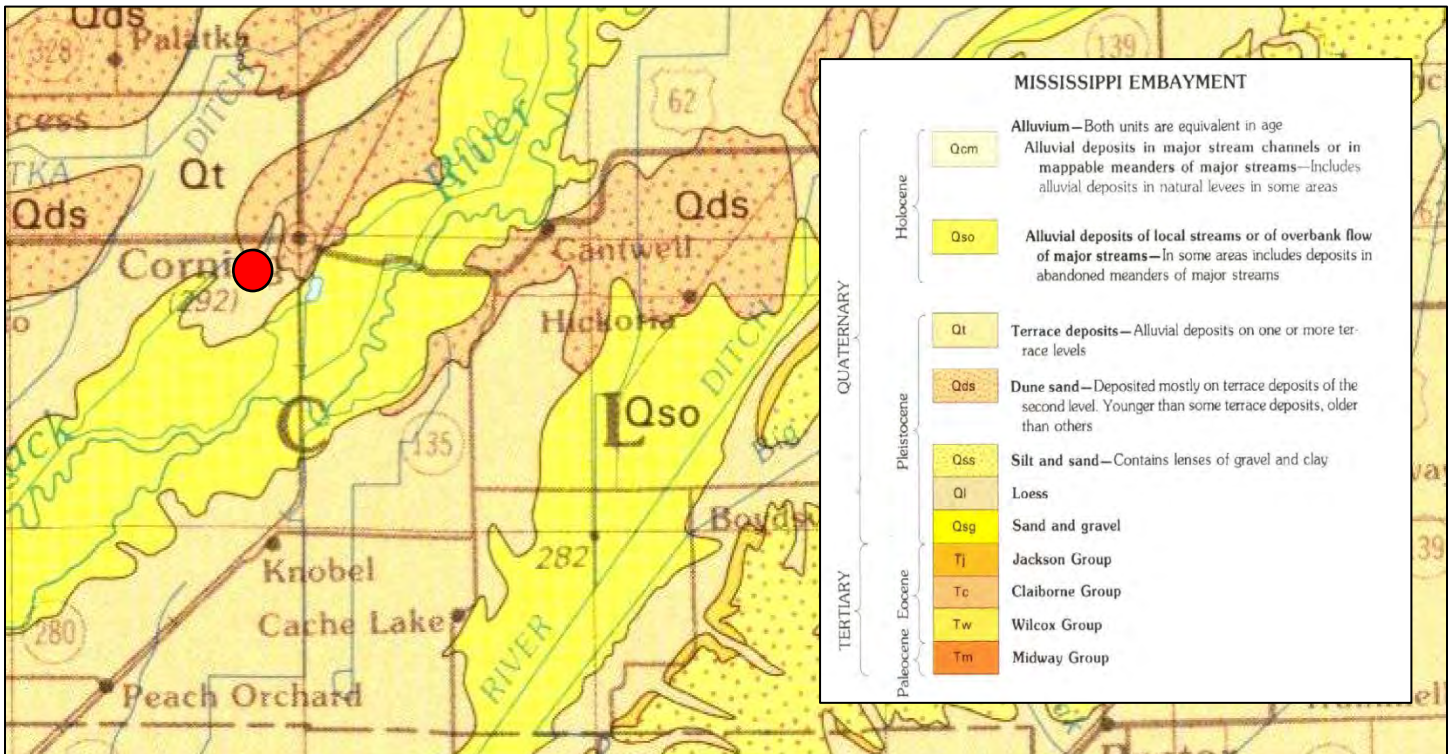 Qds
Palatka
328
139
62
DITCH
Qt
River
Qds
Qds
Cantwell
Corning
(292)
Hickoria
DITCH
C
L
Qso
135
Big
282
Knobel
Cache Lake
280
RIVER
Peach Orchard
39
MISSISSIPPI EMBAYMENT
QUATERNARY
TERTIARY
Holocene
Pleistocene
Eocene
Paleocene
Alluvium—Both units are equivalent in age
Qcm
Alluvial deposits in major stream channels or in
mappable meanders of major streams—Includes
alluvial deposits in natural levees in some areas
Qso
Alluvial deposits of local streams or of overbank flow
of major streams—In some areas includes deposits in
abandoned meanders of major streams
Qt
Terrace deposits—Alluvial deposits on one or more ter-
race levels
Qds
Dune sand—Deposited mostly on terrace deposits of the
second level. Younger than some terrace deposits, older
than others
Qss
Silt and sand—Contains lenses of gravel and clay
Ql
Loess
Qsg
Sand and gravel
Tj
Jackson Group
Tc
Claiborne Group
Tw
Wilcox Group
Tm
Midway Group